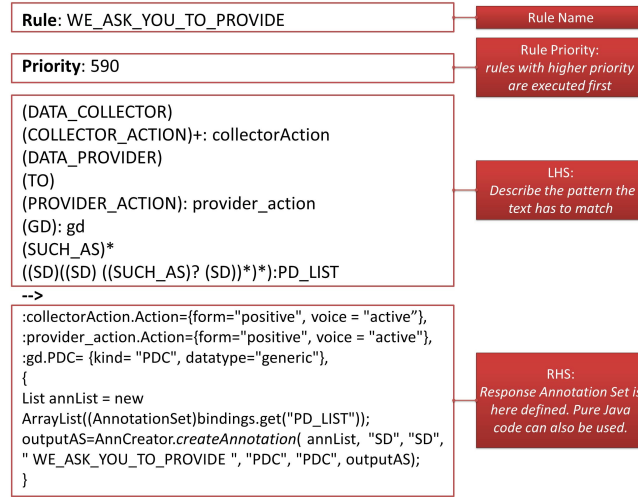 Rule: WE_ASK_YOU_TO_PROVIDE
Rule Name
Priority: 590
Rule Priority:
rules with higher priority
are executed first
(DATA_COLLECTOR)
(COLLECTOR_ACTION)+: collectorAction
(DATA_PROVIDER)
(TO)
(PROVIDER_ACTION): provider_action
(GD): gd
(SUCH_AS)*
((SD)((SD) ((SUCH_AS)? (SD))*)*):PD_LIST
LHS:
Describe the pattern the
text has to match
-->
:collectorAction.Action={form="positive", voice = "active”},
:provider_action.Action={form="positive", voice = "active"},
:gd.PDC= {kind= "PDC", datatype="generic"},
{
List annList = new
ArrayList((AnnotationSet)bindings.get("PD_LIST"));
outputAS=AnnCreator.createAnnotation( annList, "SD", "SD",
" WE_ASK_YOU_TO_PROVIDE ", "PDC", "PDC", outputAS);
}
RHS:
Response Annotation Set is
here defined. Pure Java
code can also be used.